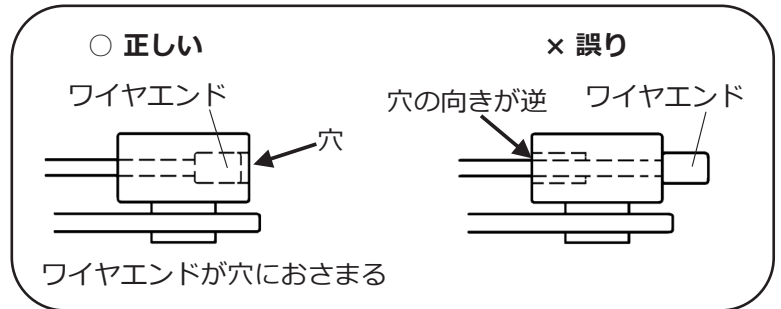 ○ 正しい
× 誤り
ワイヤエンド
穴
穴の向きが逆
ワイヤエンド
ワイヤエンドが穴におさまる